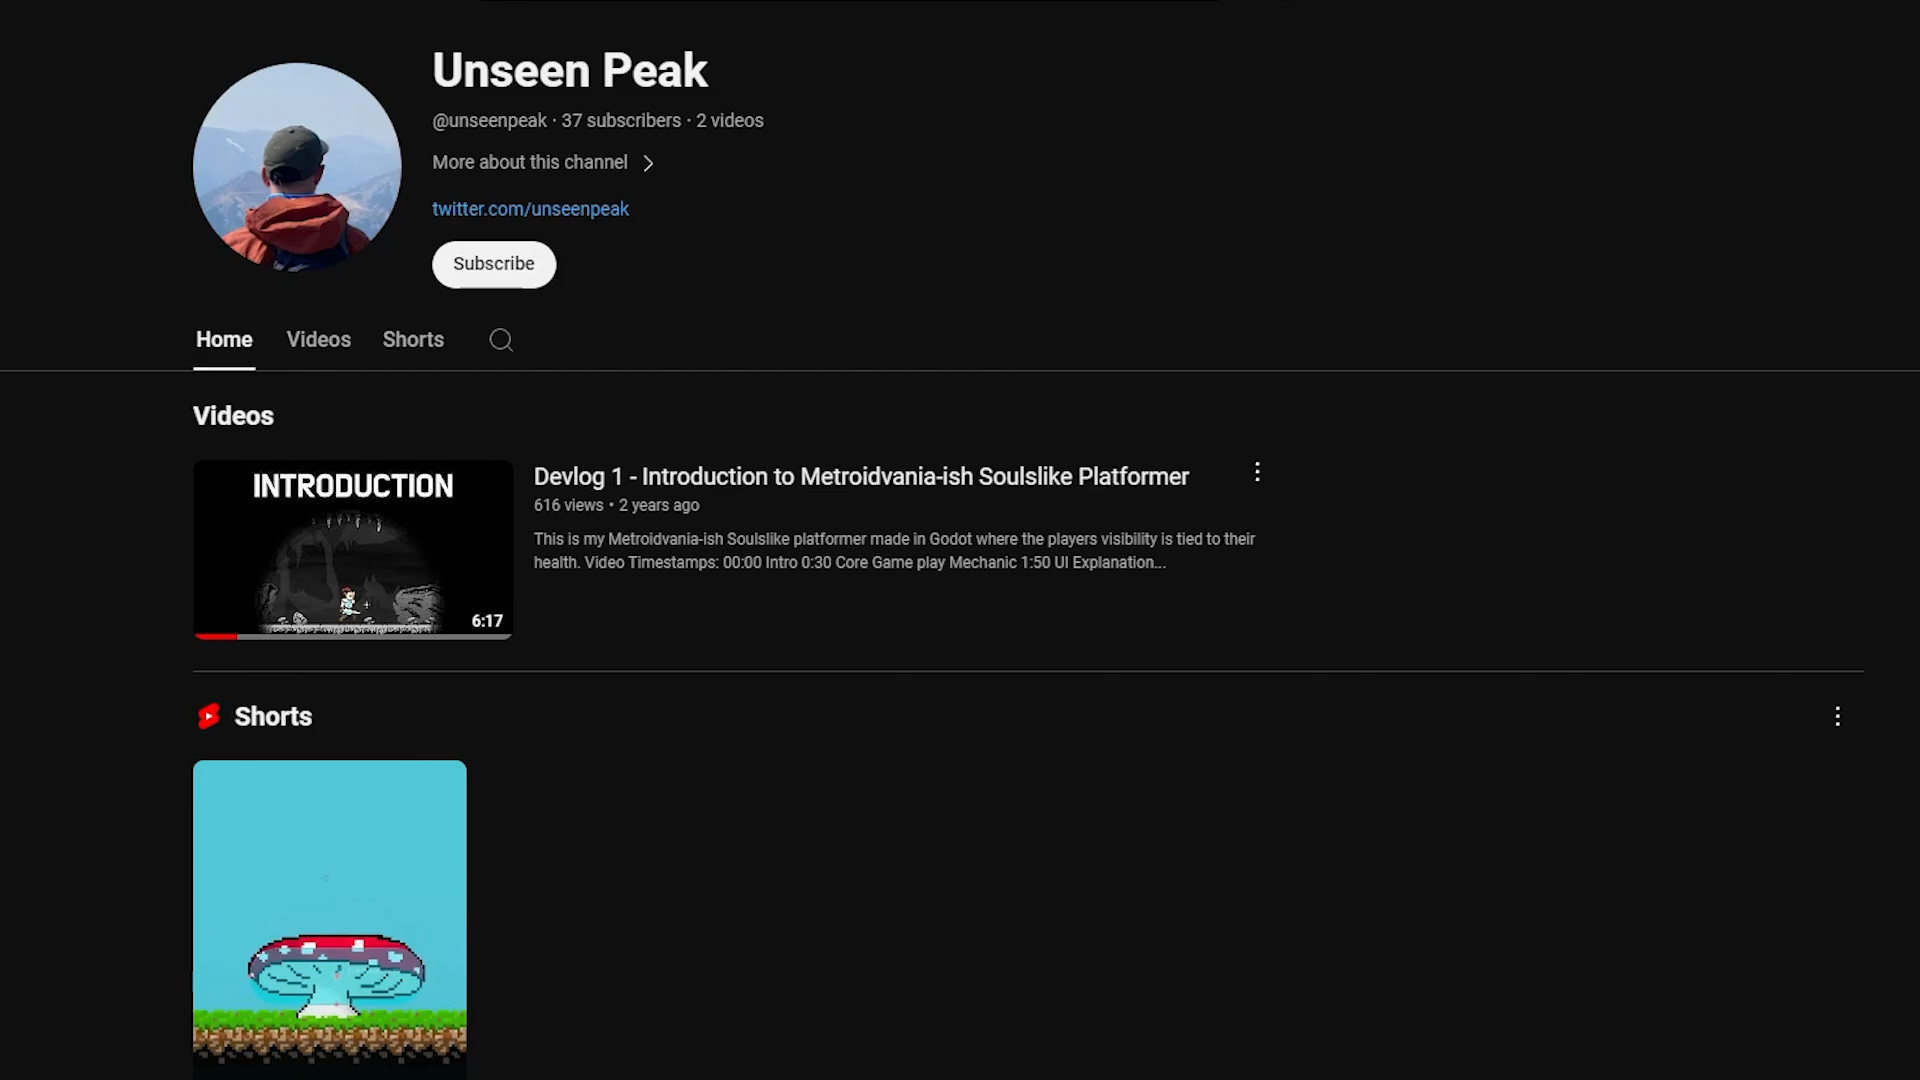 Unseen Peak
@unseenpeak · 37 subscribers · 2 videos
More about this channel
twitter.com/unseenpeak
Subscribe
Home Videos Shorts
Videos
INTRODUCTION
6:17
Devlog 1 - Introduction to Metroidvania-ish Soulslike Platformer
616 views • 2 years ago
This is my Metroidvania-ish Soulslike platformer made in Godot where the players visibility is tied to their
health. Video Timestamps: 00:00 Intro 0:30 Core Game play Mechanic 1:50 UI Explanation...
Shorts